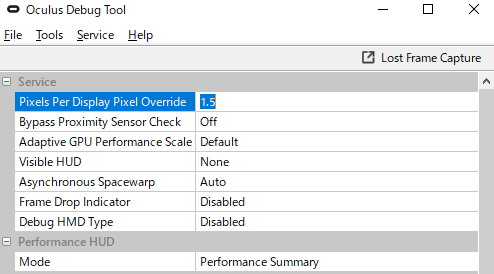 Oculus Debug Tool
File Tools Service Help
Lost Frame Capture
Service
Pixels Per Display Pixel Override 1.5
Bypass Proximity Sensor Check Off
Adaptive GPU Performance Scale Default
Visible HUD None
Asynchronous Spacewarp Auto
Frame Drop Indicator Disabled
Debug HMD Type Disabled
Performance HUD
Mode Performance Summary